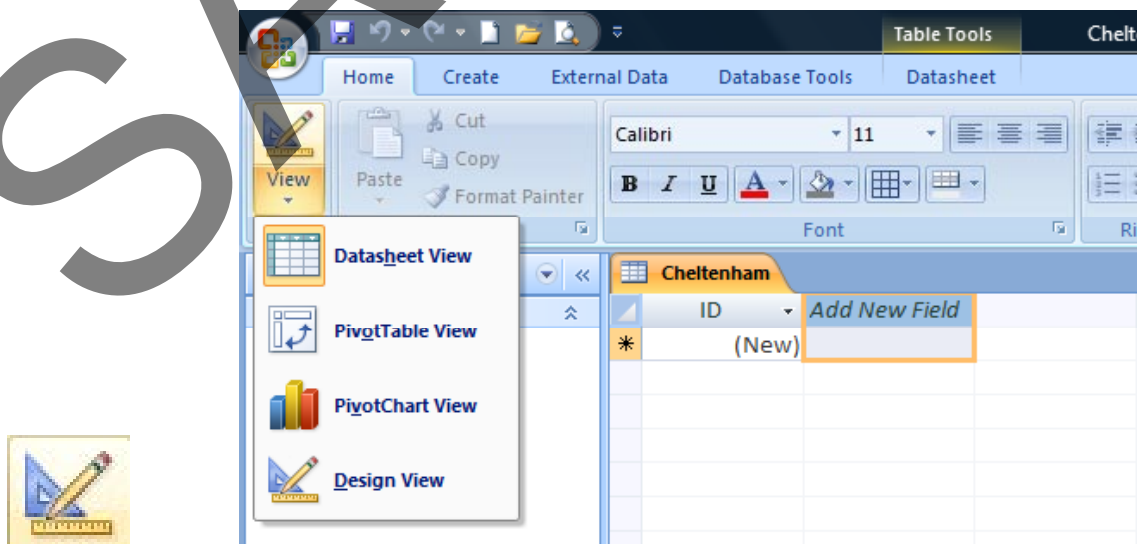 Table Tools Chelt
Home Create External Data Database Tools Datasheet
Cut
Calibri 11
Copy
View Paste B I U A
Format Painter
Font Ri
Datasheet View
Cheltenham
ID Add New Field
PivotTable View
(New)
PivotChart View
Design View